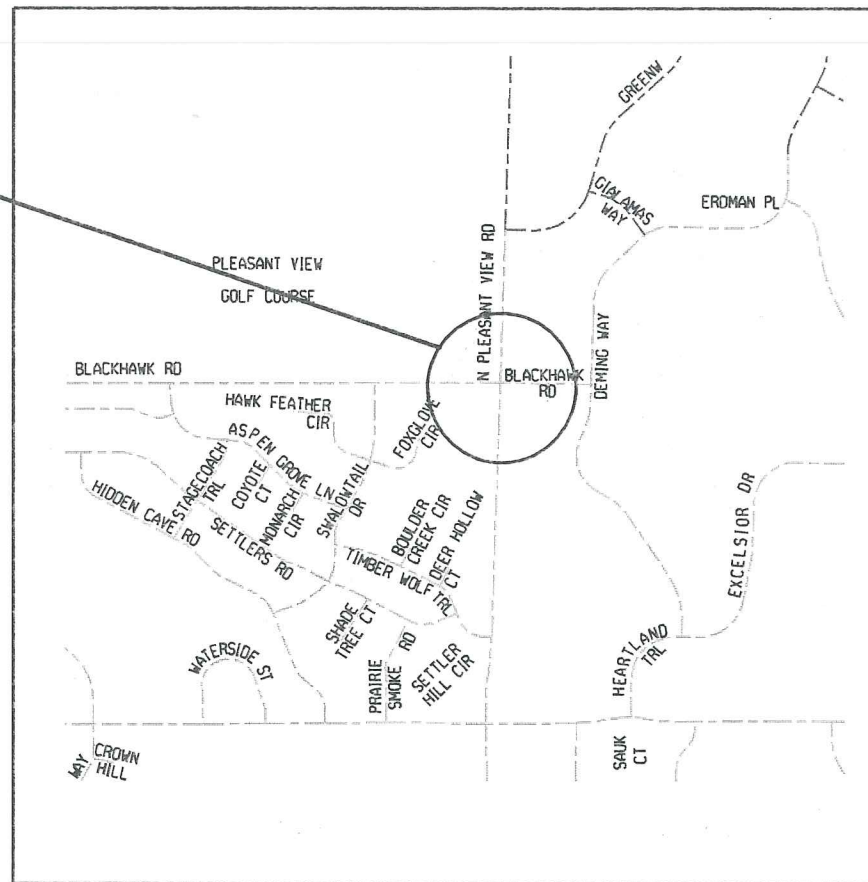 GREENW
GIALAMAS
WAY
ERDMAN PL
N PLEASANT VIEW RD
PLEASANT VIEW
GOLF COURSE
BLACKHAWK RD
BLACKHAWK
RD
DEMING WAY
HAWK FEATHER
CIR
FOXGLOVE
CIR
ASPEN GROVE LN
STAGECOACH
TRL
COYOTE
CT
MONARCH
CIR
SWALOWTAIL
DR
HIDDEN CAVE RD
SETTLERS RD
BOULDER
CREEK CIR
DEER HOLLOW
CT
TIMBER WOLF TRL
EXCELSIOR DR
SHADE
TREE CT
PRAIRIE
SMOKE RD
SETTLER
HILL CIR
WATERSIDE ST
HEARTLAND
TRL
SAUK
CT
CROWN
HILL
WAY